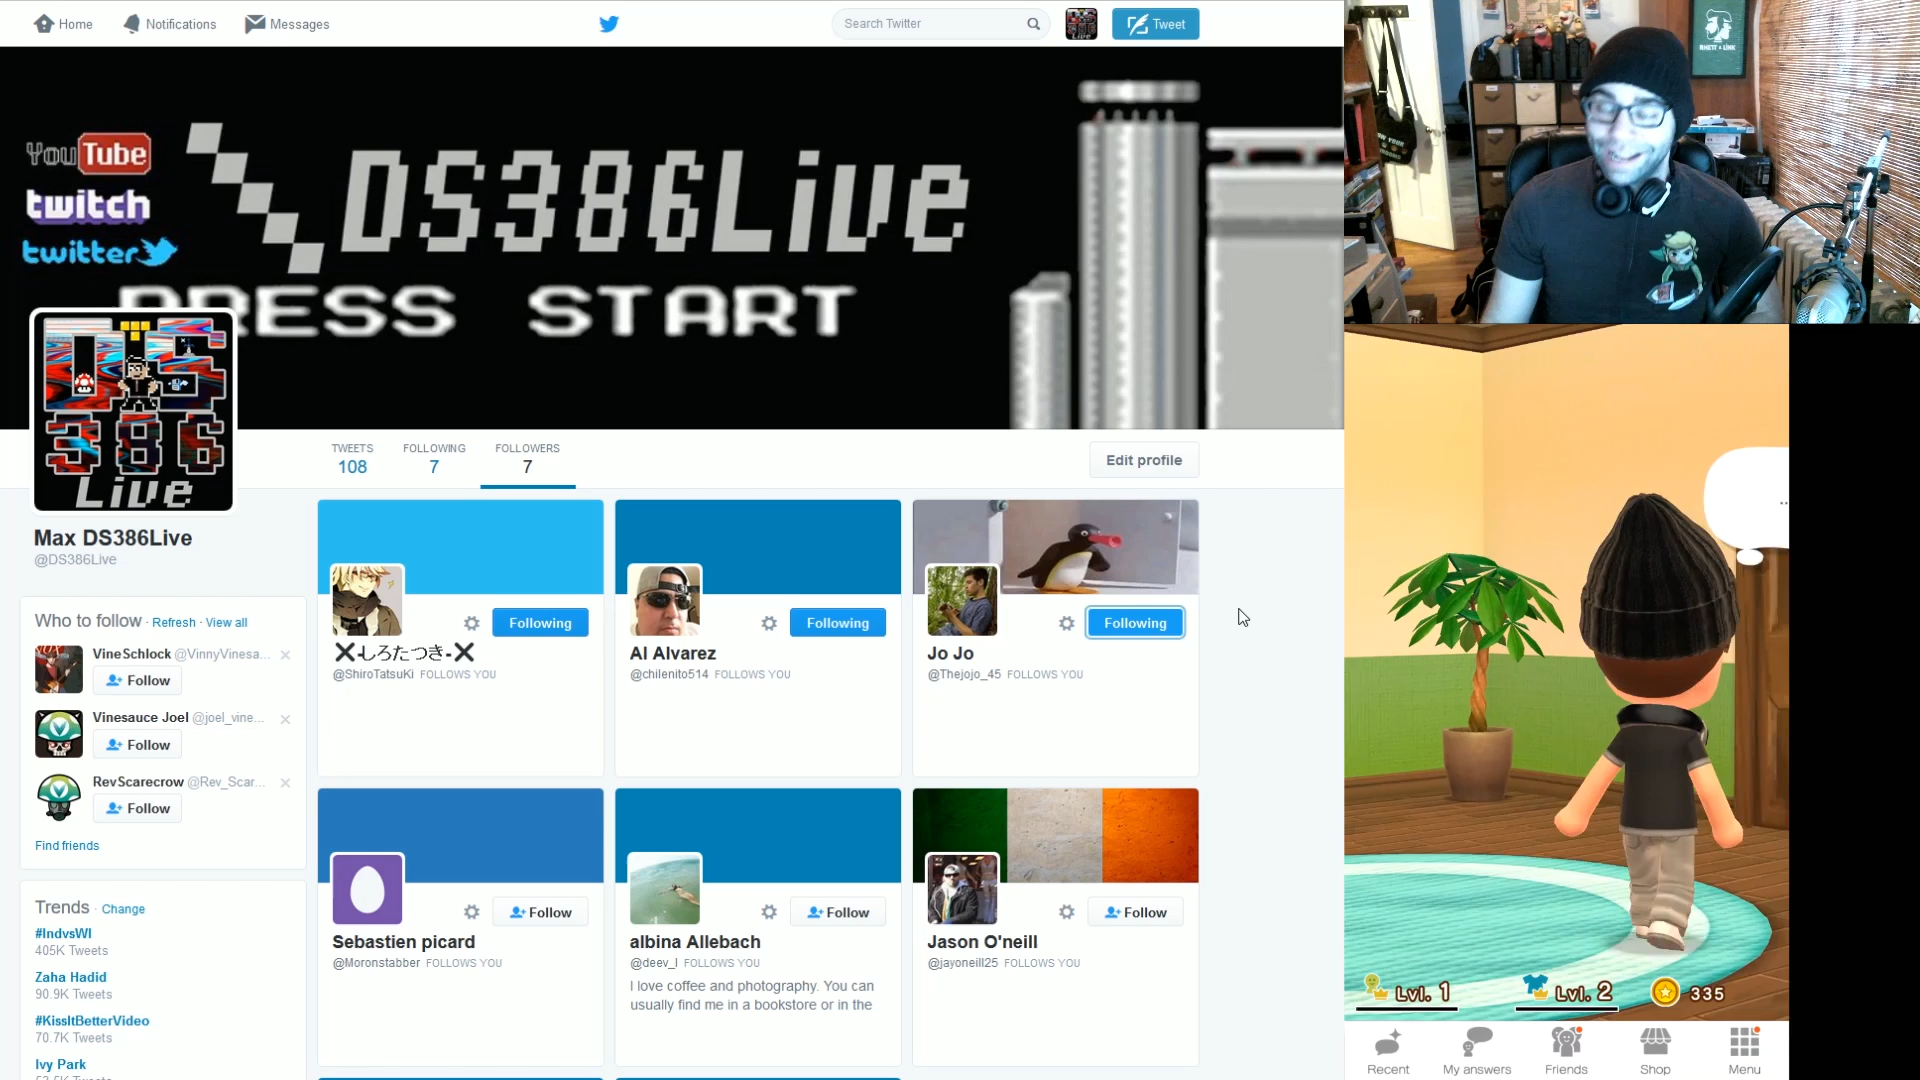 Home
Notifications
Messages
Search Twitter
Tweet
RHETT & LINK
YouTube
twitch
twitter
DS386Live
PRESS START
DS
386
Live
TWEETS
108
FOLLOWING
7
FOLLOWERS
7
Edit profile
Max DS386Live
@DS386Live
Who to follow · Refresh · View all
VineSchlock @VinnyVinesa...
Follow
Vinesauce Joel @joel_vine...
Follow
RevScarecrow @Rev_Scar...
Follow
Find friends
Trends · Change
#IndvsWI
405K Tweets
Zaha Hadid
90.9K Tweets
#KissItBetterVideo
70.7K Tweets
Ivy Park
Following
❌-しろたつき-❌
@ShiroTatsuKi FOLLOWS YOU
Following
Al Alvarez
@chilenito514 FOLLOWS YOU
Following
Jo Jo
@Thejojo_45 FOLLOWS YOU
Follow
Sebastien picard
@Moronstabber FOLLOWS YOU
Follow
albina Allebach
@deev_l FOLLOWS YOU
I love coffee and photography. You can
usually find me in a bookstore or in the
Follow
Jason O'neill
@jayoneill25 FOLLOWS YOU
..
Lvl. 1
Lvl. 2
335
Recent
My answers
Friends
Shop
Menu